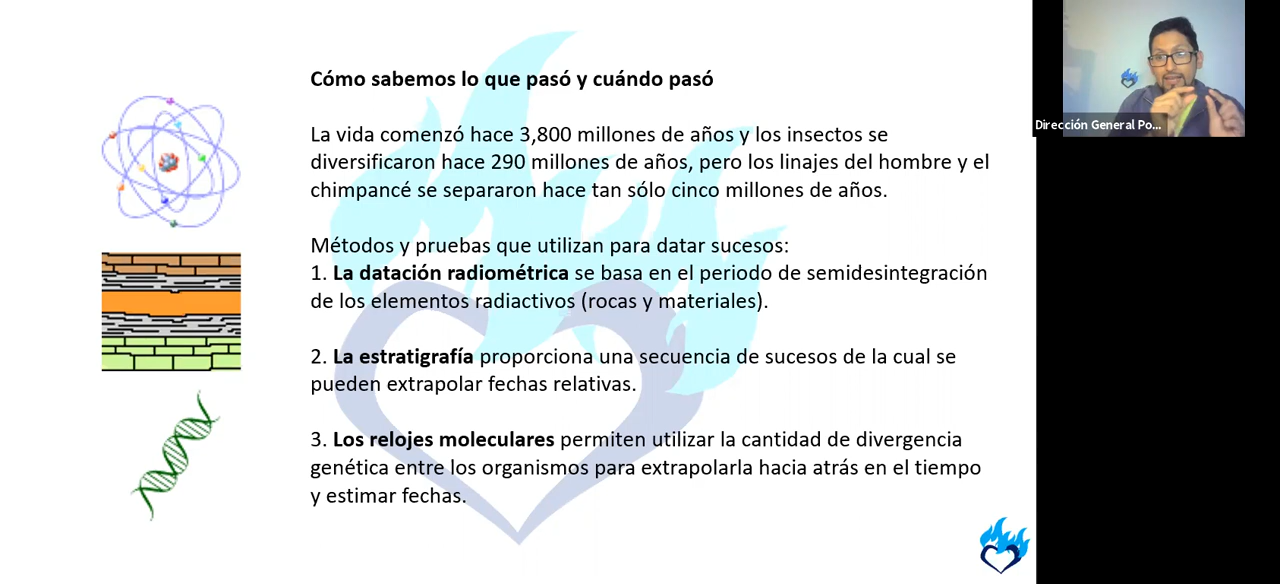 Cómo sabemos lo que pasó y cuándo pasó
La vida comenzó hace 3,800 millones de años y los insectos se
diversificaron hace 290 millones de años, pero los linajes del hombre y el
chimpancé se separaron hace tan sólo cinco millones de años.
Métodos y pruebas que utilizan para datar sucesos:
1. La datación radiométrica se basa en el periodo de semidesintegración
de los elementos radiactivos (rocas y materiales).
2. La estratigrafía proporciona una secuencia de sucesos de la cual se
pueden extrapolar fechas relativas.
3. Los relojes moleculares permiten utilizar la cantidad de divergencia
genética entre los organismos para extrapolarla hacia atrás en el tiempo
y estimar fechas.
Dirección General Po...